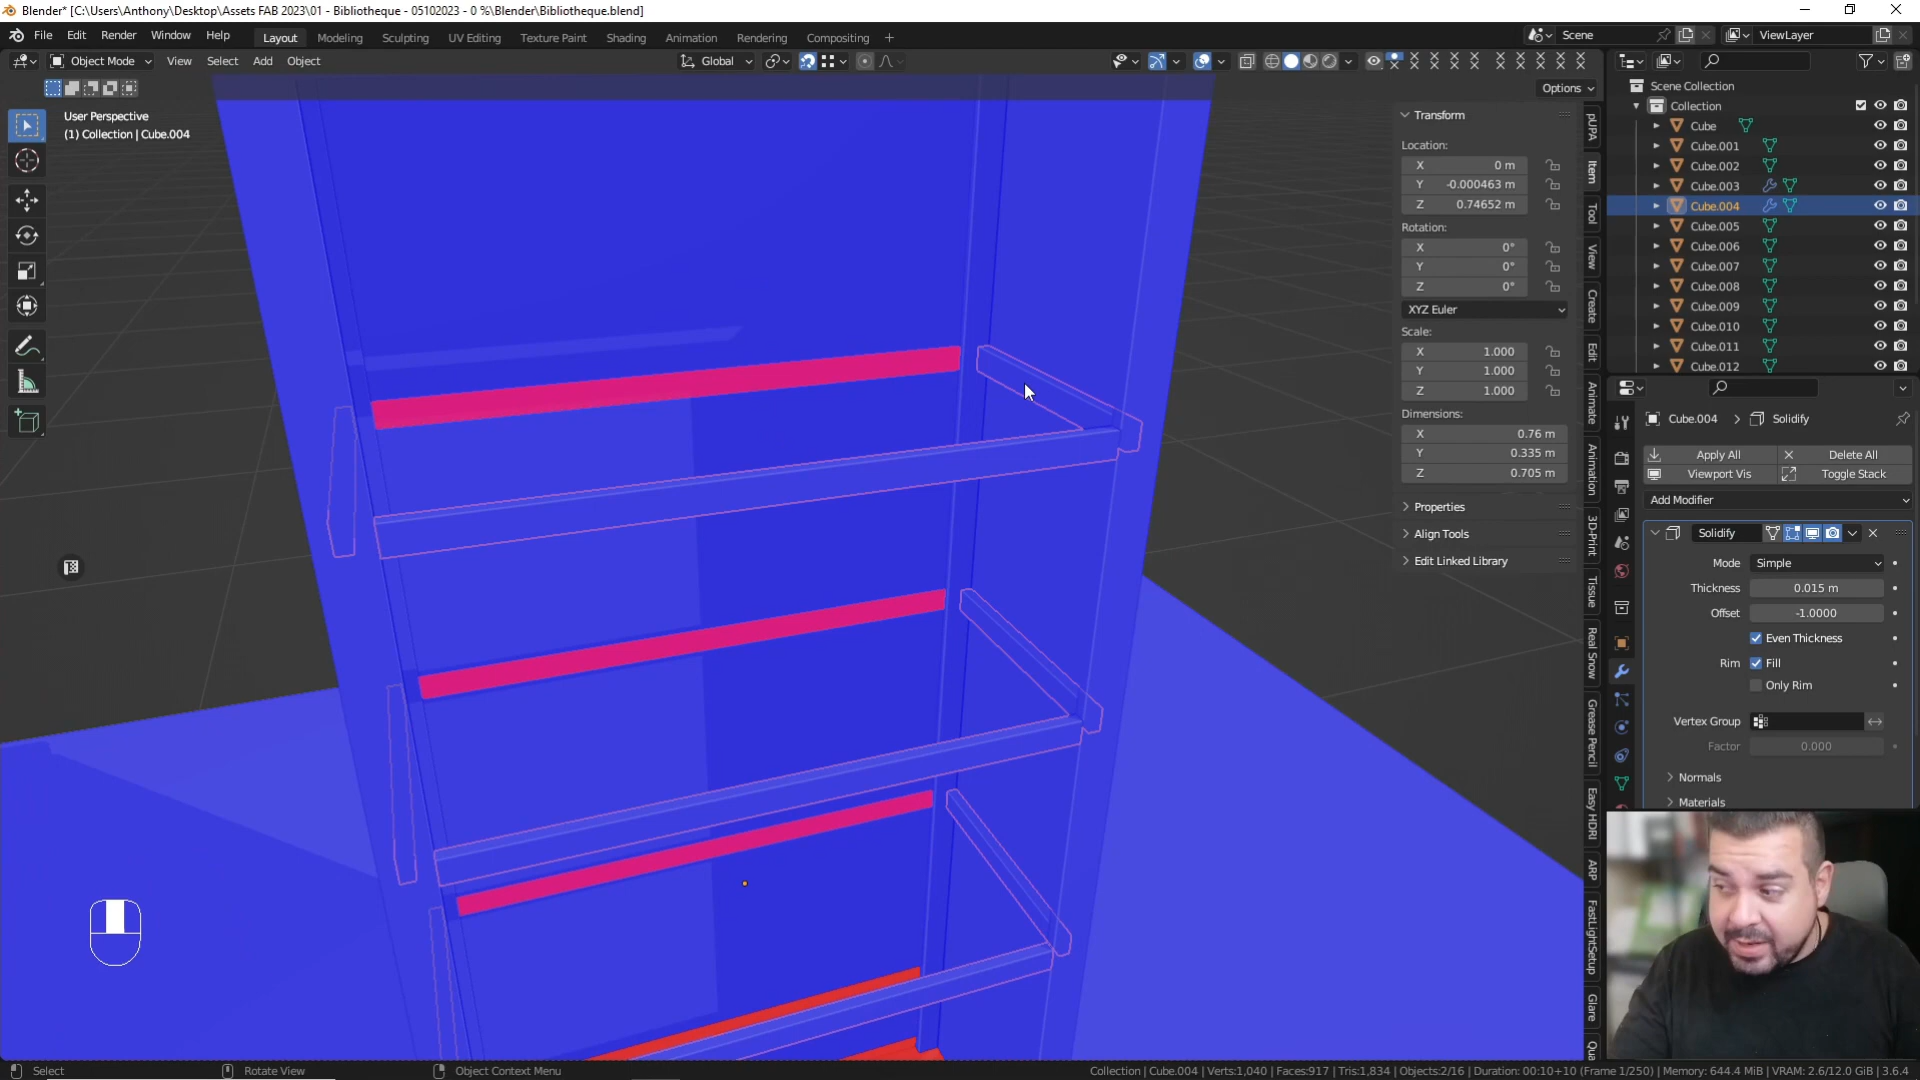 Blender* [C:\Users\Anthony\Desktop\Assets FAB 2023\01 - Bibliotheque - 05102023 - 0 %\Blender\Bibliotheque.blend]
File Edit Render Window Help Layout Modeling Sculpting UV Editing Texture Paint Shading Animation Rendering Compositing + Scene ViewLayer
Object Mode View Select Add Object Global
Options
User Perspective
(1) Collection | Cube.004
Transform
Location:
X 0 m
Y -0.000463 m
Z 0.74652 m
Rotation:
X 0°
Y 0°
Z 0°
XYZ Euler
Scale:
X 1.000
Y 1.000
Z 1.000
Dimensions:
X 0.76 m
Y 0.335 m
Z 0.705 m
Properties
Align Tools
Edit Linked Library
pUPA
Item
Tool
View
Create
Edit
Animate
Animation
3D-Print
Tissue
Real Snow
Grease Pencil
Easy HDRI
ARP
FastLightSetup
Glare
Qua
Scene Collection
Collection
Cube
Cube.001
Cube.002
Cube.003
Cube.004
Cube.005
Cube.006
Cube.007
Cube.008
Cube.009
Cube.010
Cube.011
Cube.012
Cube.004 > Solidify
Apply All Delete All
Viewport Vis Toggle Stack
Add Modifier
Solidify
Mode Simple
Thickness 0.015 m
Offset -1.0000
Even Thickness
Rim Fill
Only Rim
Vertex Group
Factor 0.000
Normals
Materials
Select Rotate View Object Context Menu Collection | Cube.004 | Verts:1,040 | Faces:917 | Tris:1,834 | Objects:2/16 | Duration: 00:10+10 (Frame 1/250) | Memory: 644.4 MiB | VRAM: 2.6/12.0 GiB | 3.6.4